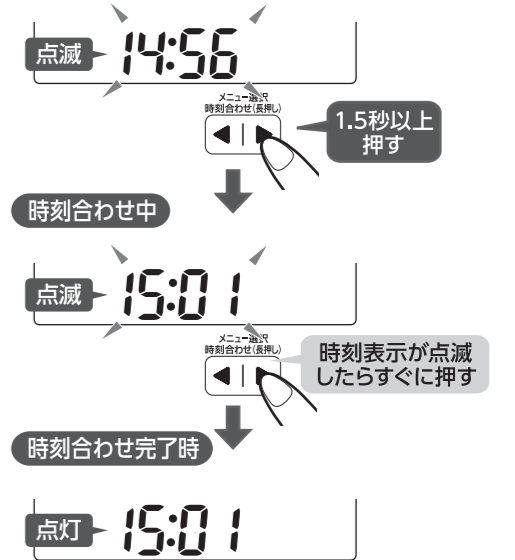 点滅
14:56
メニュー選択
時刻合わせ(長押し)
1.5秒以上
押す
時刻合わせ中
点滅
15:01
メニュー選択
時刻合わせ(長押し)
時刻表示が点滅
したらすぐに押す
時刻合わせ完了時
点灯
15:01